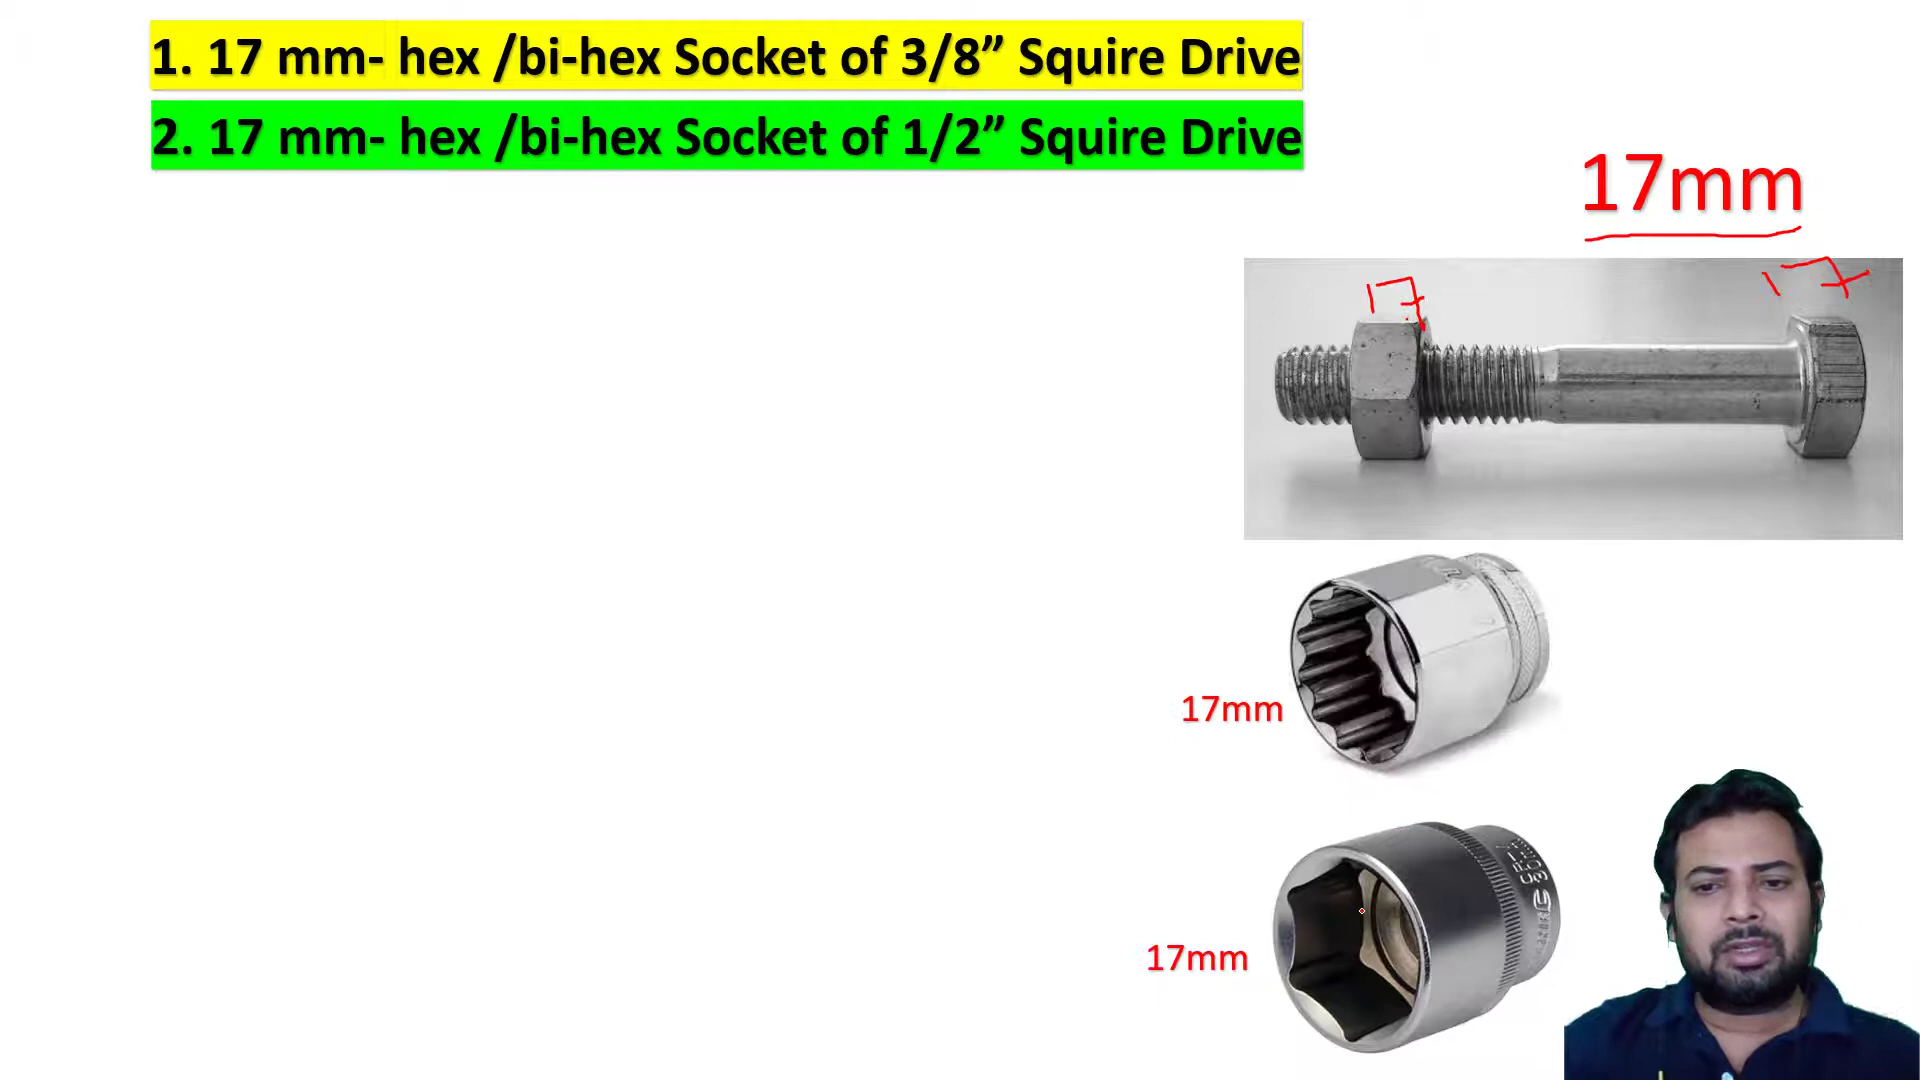 1. 17 mm- hex /bi-hex Socket of 3/8” Squire Drive
2. 17 mm- hex /bi-hex Socket of 1/2” Squire Drive
17mm
17
17
17mm
17mm